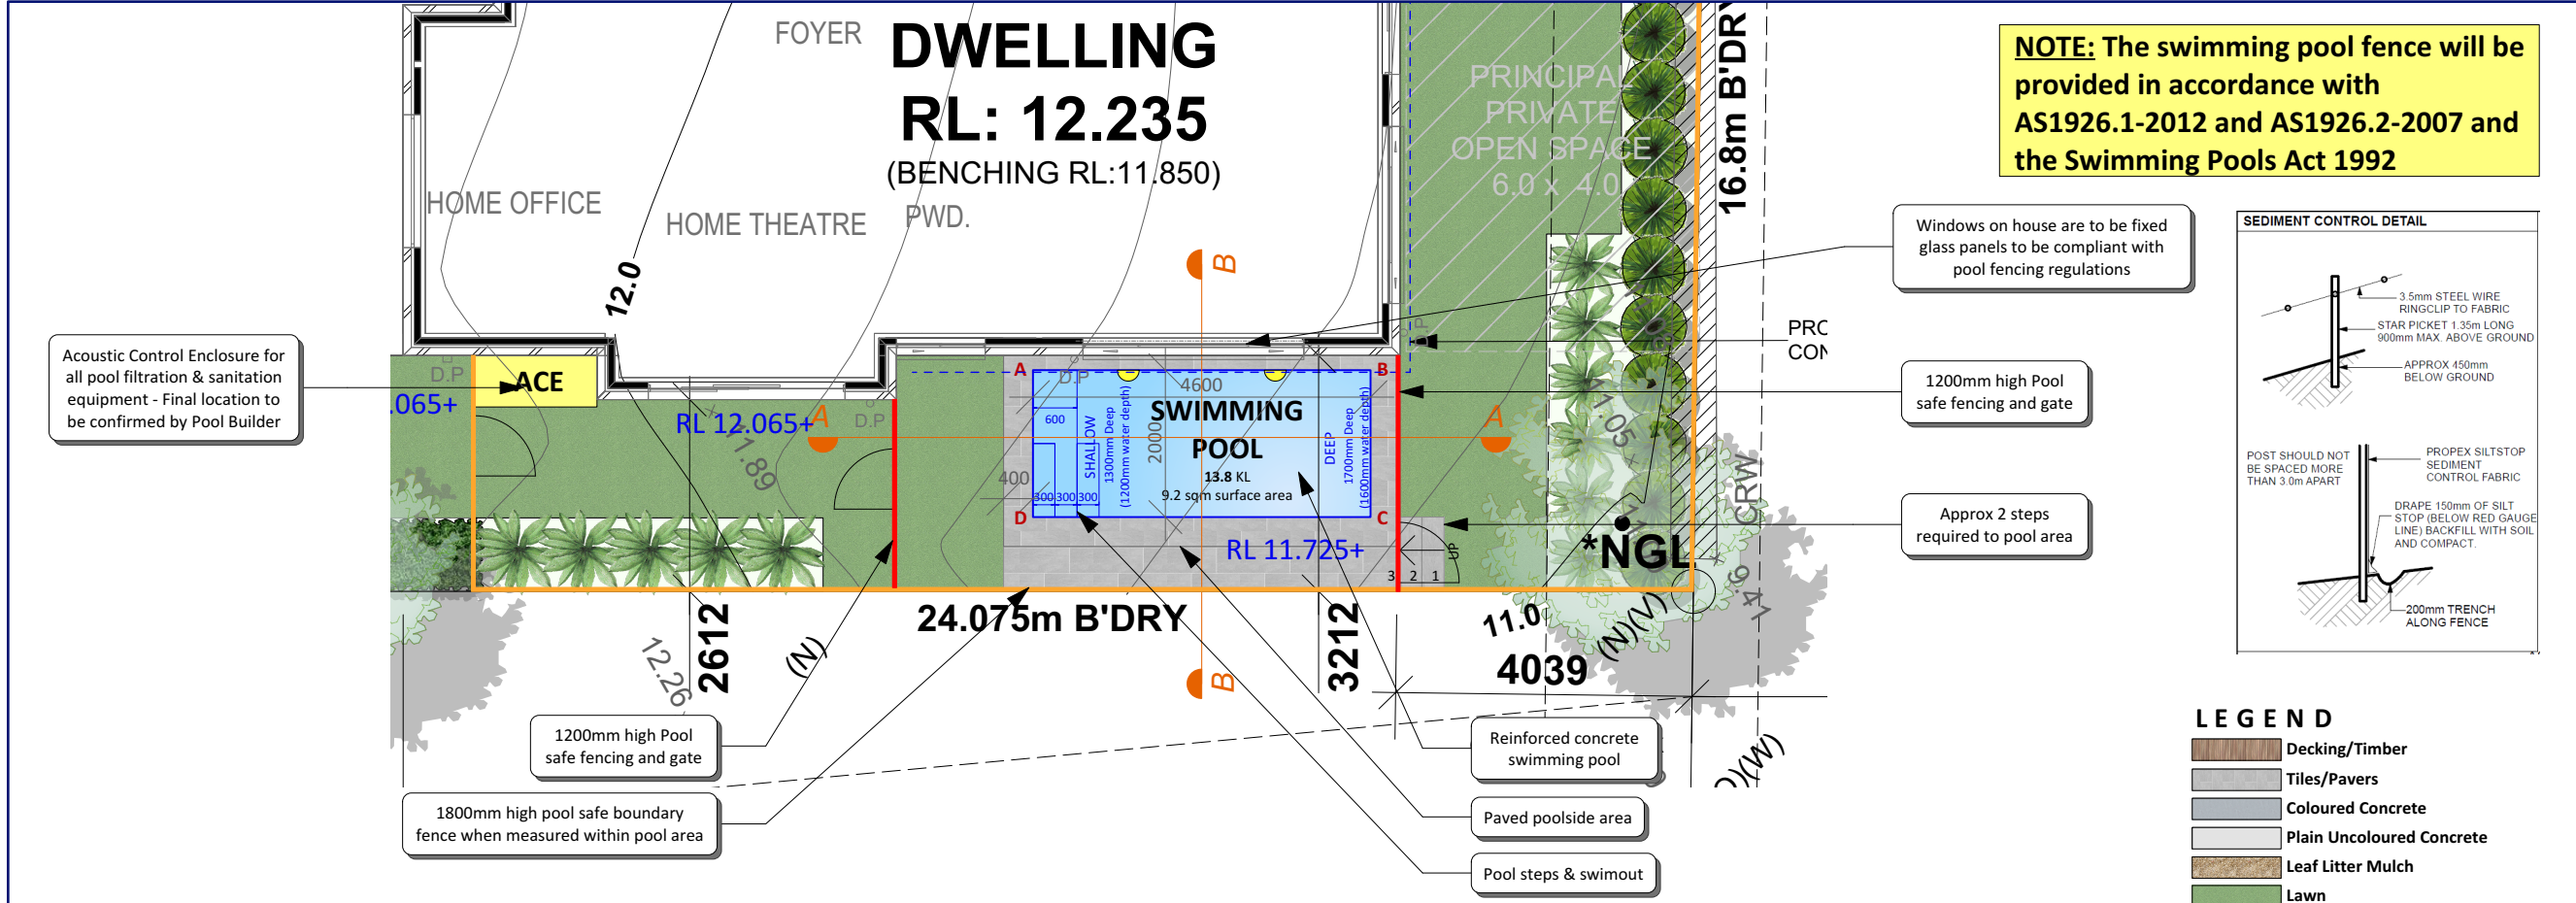 FOYER
DWELLING
RL: 12.235
(BENCHING RL:11.850)
HOME OFFICE
HOME THEATRE
PWD.
12.0
PRINCIPAL
PRIVATE
OPEN SPACE
6.0 x 4.0
16.8m B'DRY
NOTE: The swimming pool fence will be
provided in accordance with
AS1926.1-2012 and AS1926.2-2007 and
the Swimming Pools Act 1992
Windows on house are to be fixed
glass panels to be compliant with
pool fencing regulations
SEDIMENT CONTROL DETAIL
3.5mm STEEL WIRE
RINGCLIP TO FABRIC
STAR PICKET 1.35m LONG
900mm MAX. ABOVE GROUND
APPROX 450mm
BELOW GROUND
POST SHOULD NOT
BE SPACED MORE
THAN 3.0m APART
PROPEX SILTSTOP
SEDIMENT
CONTROL FABRIC
DRAPE 150mm OF SILT
STOP (BELOW RED GAUGE
LINE) BACKFILL WITH SOIL
AND COMPACT.
200mm TRENCH
ALONG FENCE
B
Acoustic Control Enclosure for
all pool filtration & sanitation
equipment - Final location to
be confirmed by Pool Builder
D.P
ACE
.065+
RL 12.065+
11.89
A
D.P
D.P
D.P
PRO
CON
1200mm high Pool
safe fencing and gate
Approx 2 steps
required to pool area
A
B
C
D
4600
600
2000
400
300 300 300
SHALLOW
1300mm Deep
(1200mm water depth)
SWIMMING
POOL
13.8 KL
9.2 sqm surface area
DEEP
1700mm Deep
(1600mm water depth)
A
11.05
RL 11.725+
UP
3 2 1
*NGL
CRW
9.41
24.075m B'DRY
2612
12.26
(N)
3212
11.0
(N)(V)
4039
)(W)
B
1200mm high Pool
safe fencing and gate
1800mm high pool safe boundary
fence when measured within pool area
Reinforced concrete
swimming pool
Paved poolside area
Pool steps & swimout
LEGEND
Decking/Timber
Tiles/Pavers
Coloured Concrete
Plain Uncoloured Concrete
Leaf Litter Mulch
Lawn